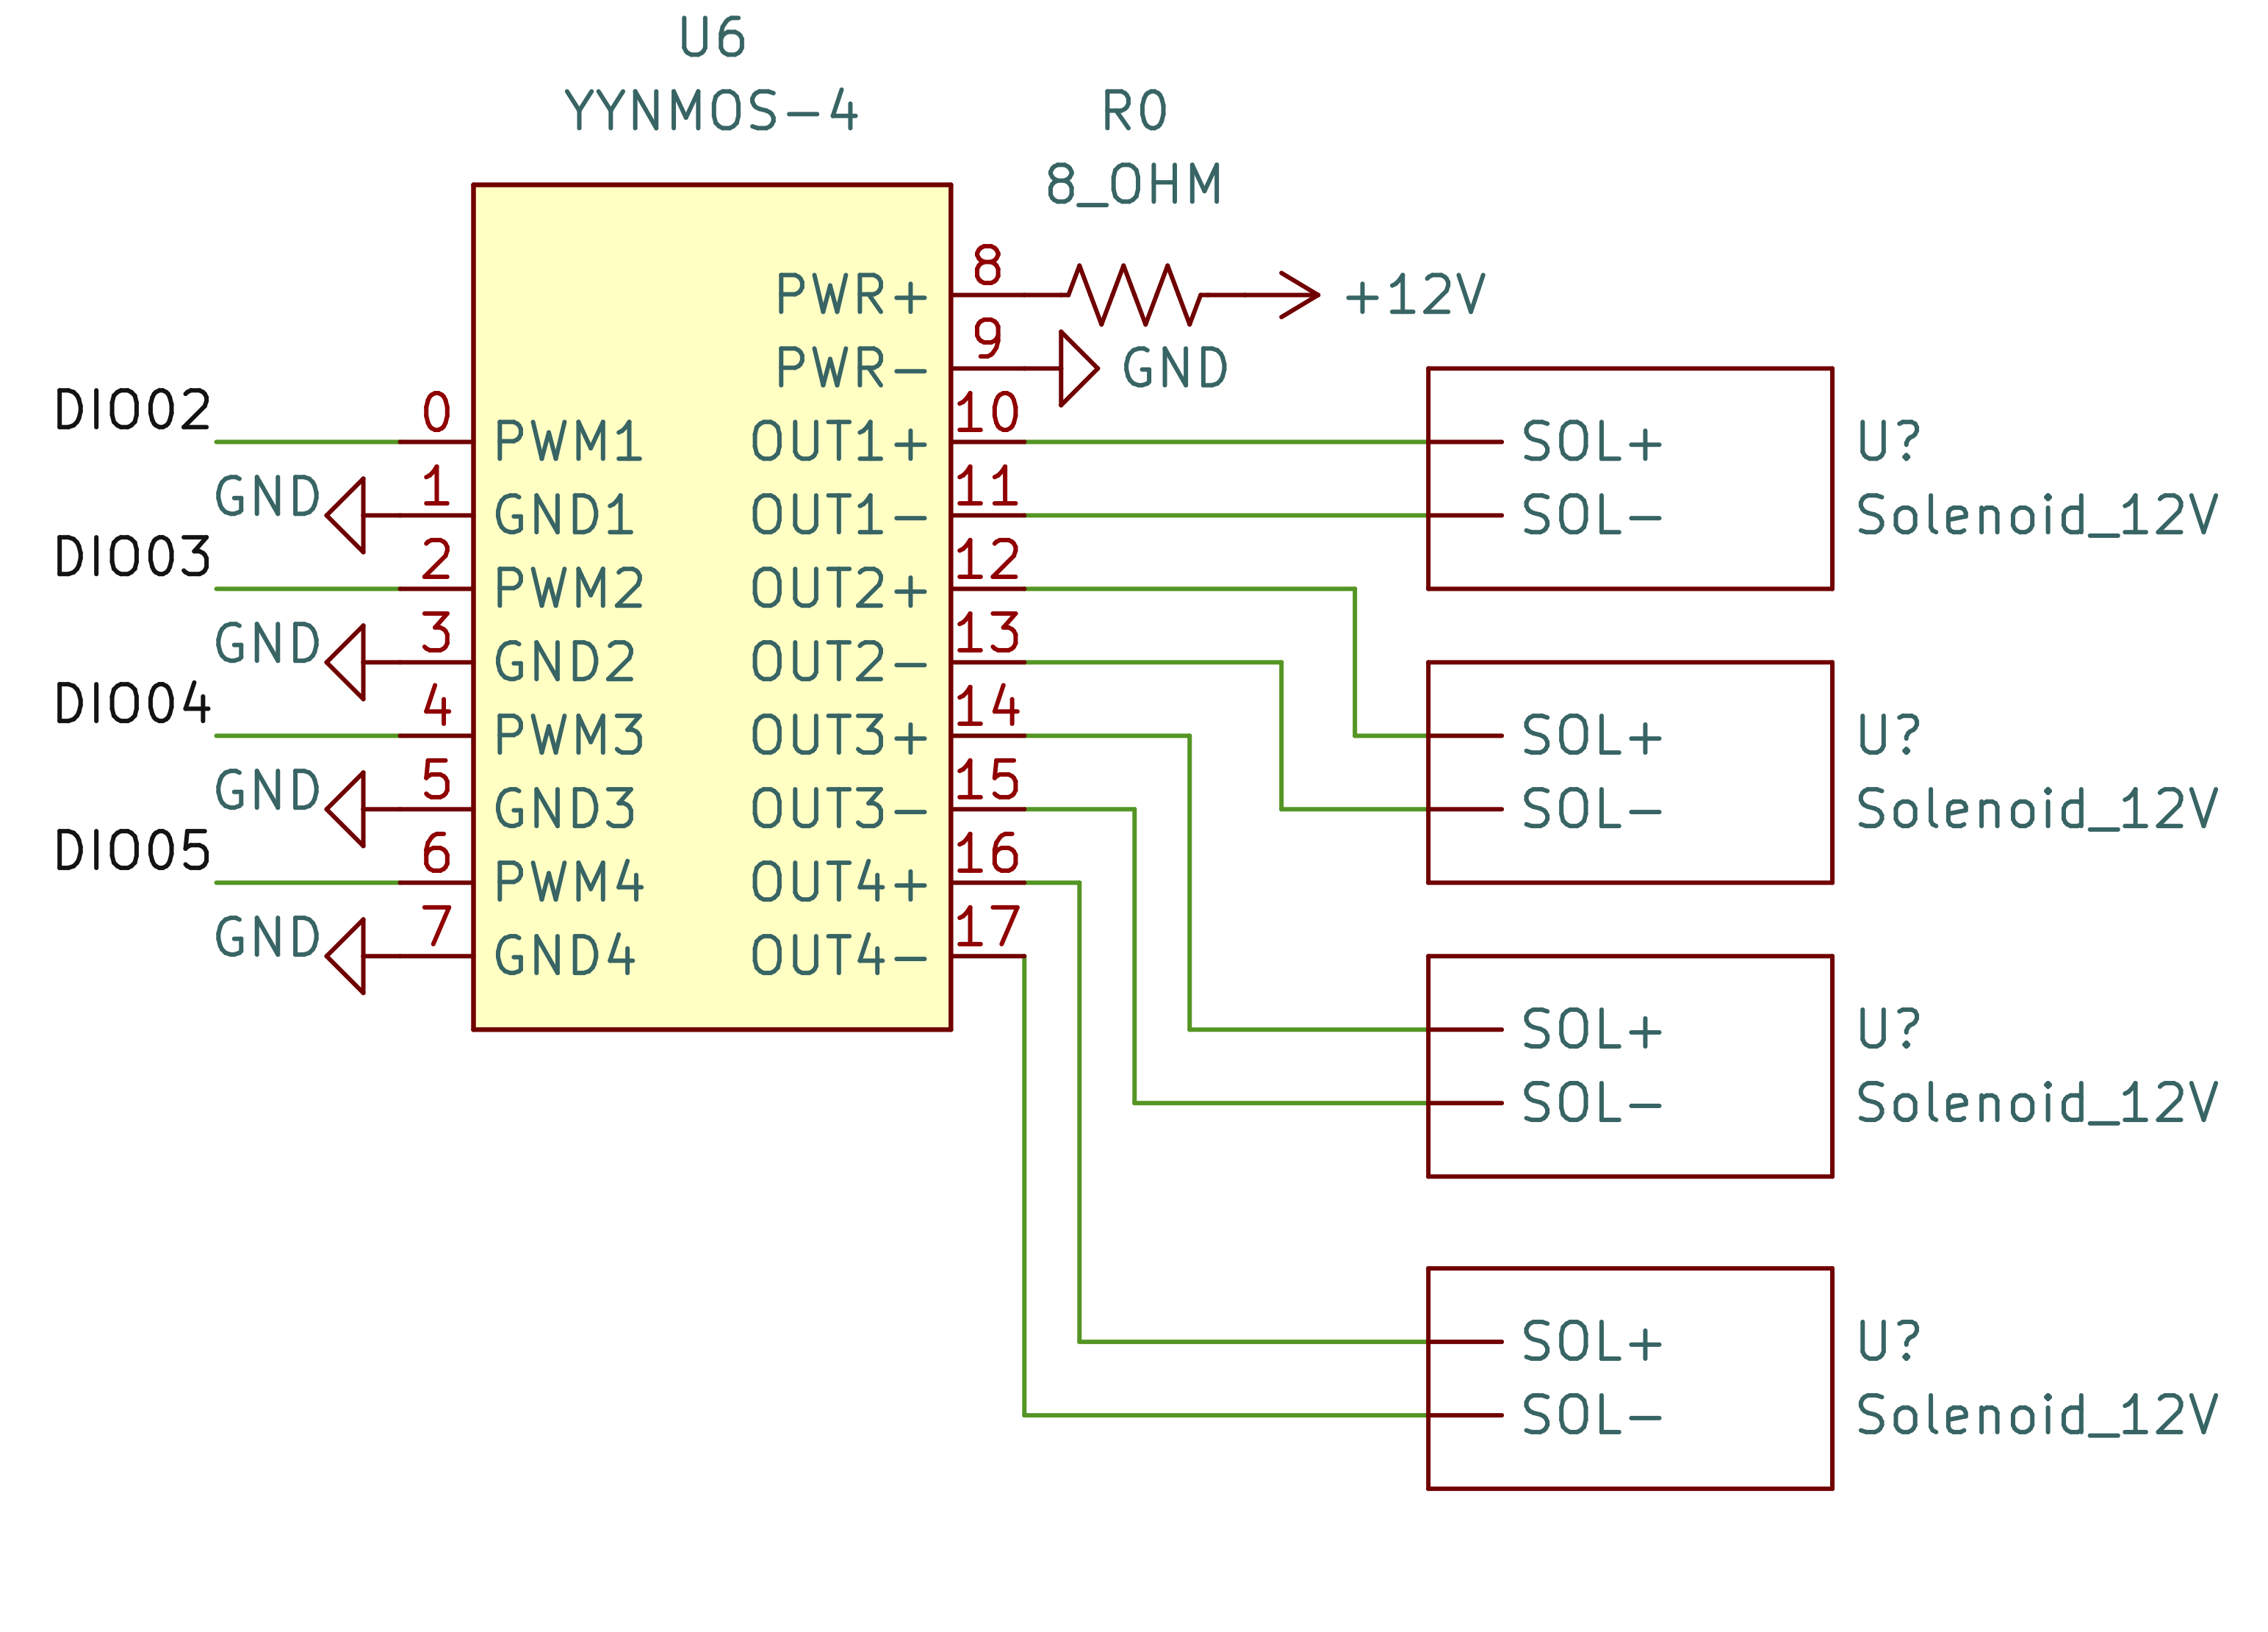 U6
YYNMOS-4
R0
8_OHM
8
PWR+
+12V
9
PWR-
GND
DIO02
0
PWM1
OUT1+
10
SOL+
U?
GND
1
GND1
OUT1-
11
SOL-
Solenoid_12V
DIO03
2
PWM2
OUT2+
12
GND
3
GND2
OUT2-
13
DIO04
4
PWM3
OUT3+
14
SOL+
U?
GND
5
GND3
OUT3-
15
SOL-
Solenoid_12V
DIO05
6
PWM4
OUT4+
16
GND
7
GND4
OUT4-
17
SOL+
U?
SOL-
Solenoid_12V
SOL+
U?
SOL-
Solenoid_12V